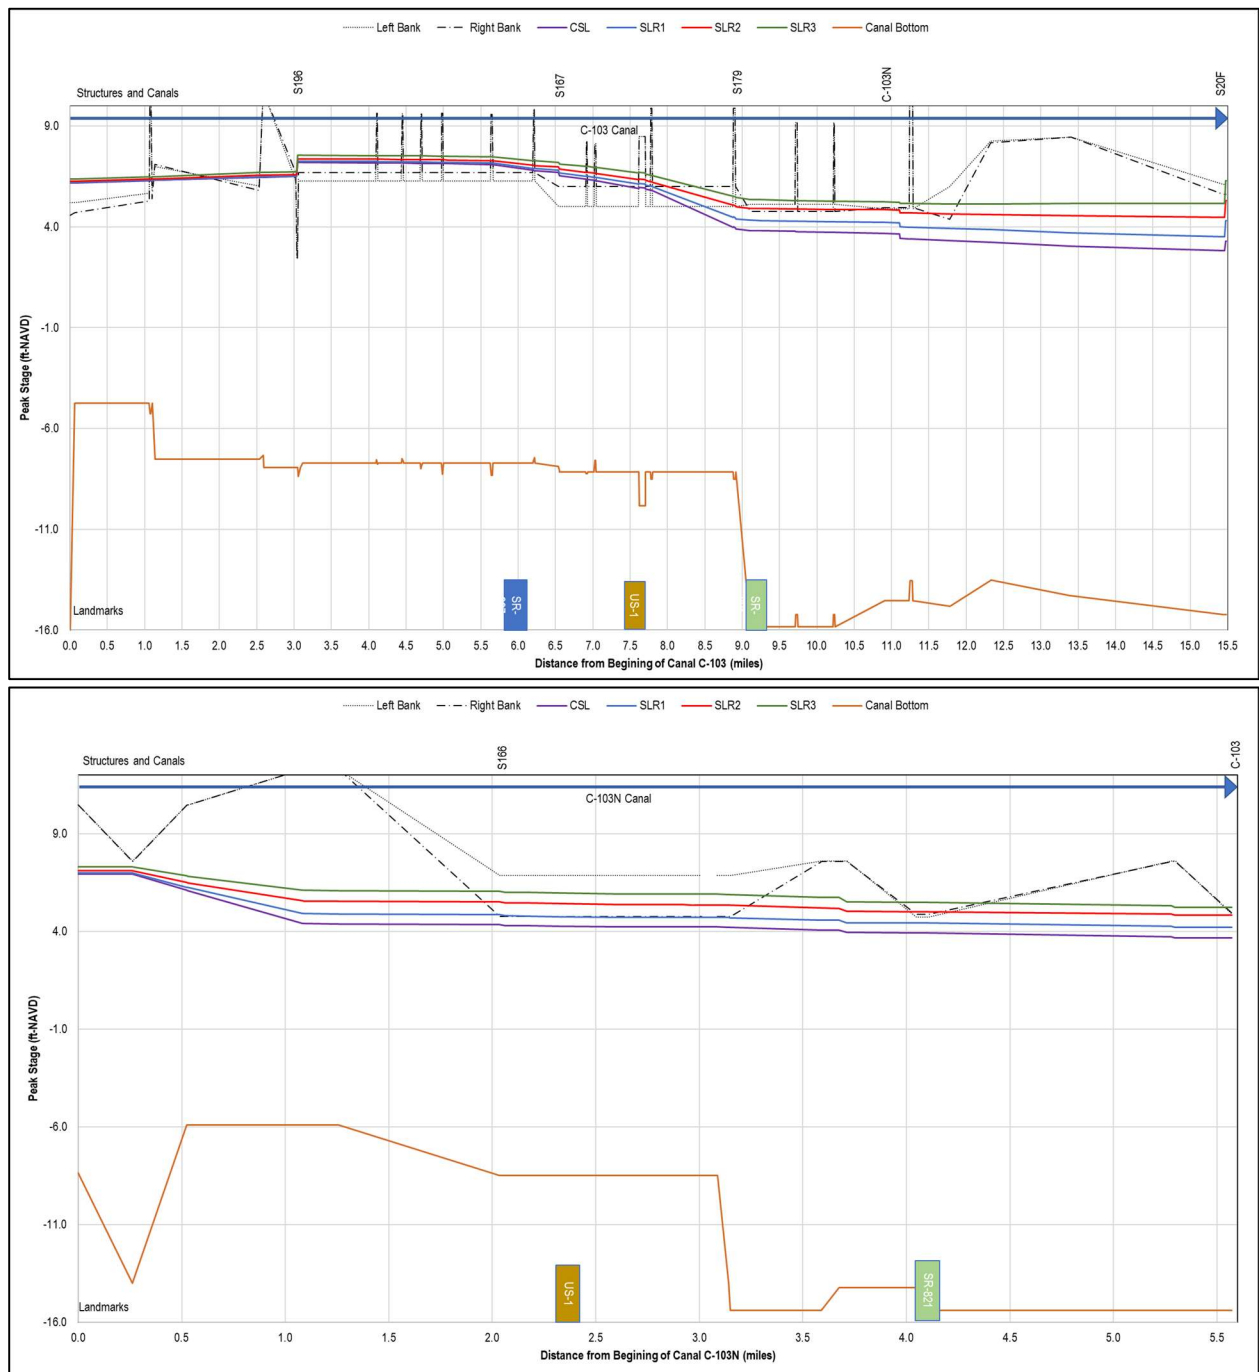 Left Bank Right Bank CSL SLR1 SLR2 SLR3 Canal Bottom
S196 S167 S179 C-103N S20F
Structures and Canals
C-103 Canal
9.0
4.0
-1.0
-6.0
-11.0
-16.0
Peak Stage (ft-NAVD)
SR-
US-1
SR-
Landmarks
0.0 0.5 1.0 1.5 2.0 2.5 3.0 3.5 4.0 4.5 5.0 5.5 6.0 6.5 7.0 7.5 8.0 8.5 9.0 9.5 10.0 10.5 11.0 11.5 12.0 12.5 13.0 13.5 14.0 14.5 15.0 15.5
Distance from Begining of Canal C-103 (miles)
Left Bank Right Bank CSL SLR1 SLR2 SLR3 Canal Bottom
S166 C-103
Structures and Canals
C-103N Canal
9.0
4.0
-1.0
-6.0
-11.0
-16.0
Peak Stage (ft-NAVD)
US-1
SR-821
Landmarks
0.0 0.5 1.0 1.5 2.0 2.5 3.0 3.5 4.0 4.5 5.0 5.5
Distance from Begining of Canal C-103N (miles)